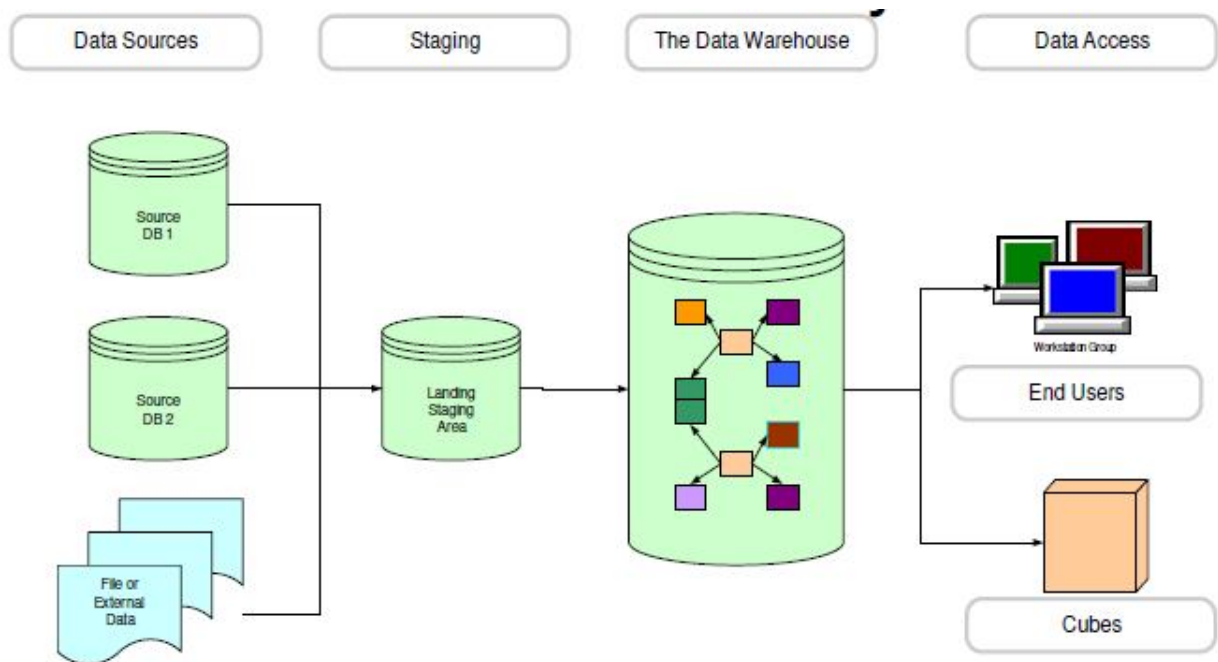 Data Sources
Staging
The Data Warehouse
Data Access
Source
DB 1
Source
DB 2
File or
External
Data
Landing
Staging
Area
Workstation Group
End Users
Cubes